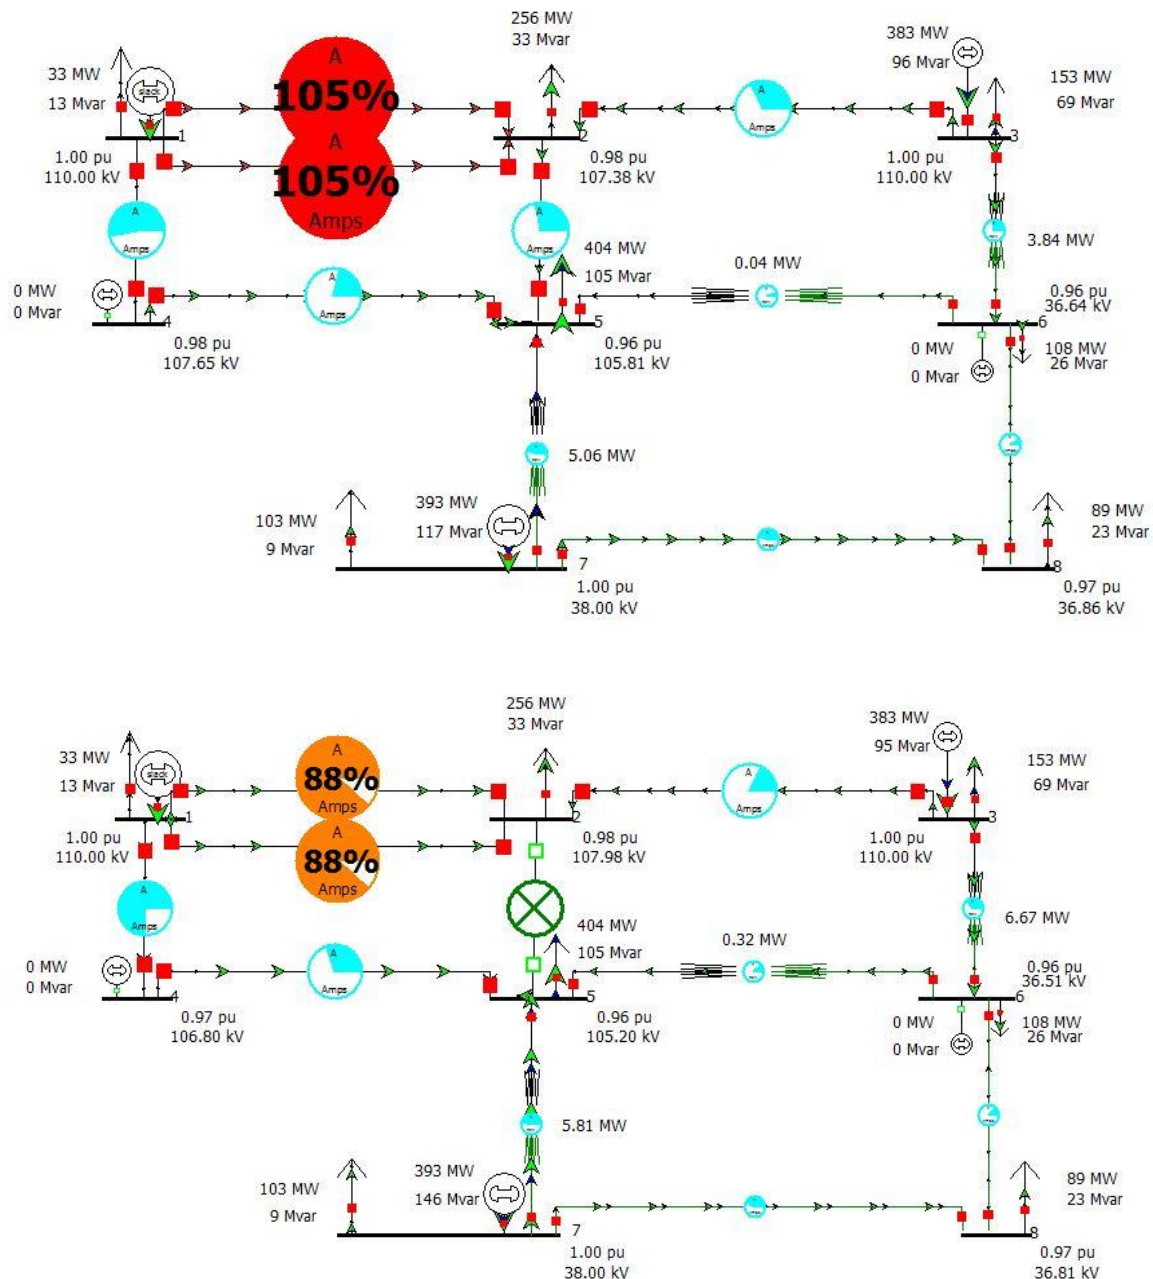 256 MW
33 Mvar
383 MW
96 Mvar
33 MW
13 Mvar
slack
A
105%
A
105%
Amps
Amps
153 MW
69 Mvar
1
2
3
1.00 pu
110.00 kV
0.98 pu
107.38 kV
1.00 pu
110.00 kV
A
Amps
A
Amps
404 MW
105 Mvar
3.84 MW
0.04 MW
0 MW
0 Mvar
A
Amps
4
5
6
0.98 pu
107.65 kV
0.96 pu
105.81 kV
0.96 pu
36.64 kV
0 MW
0 Mvar
108 MW
26 Mvar
5.06 MW
103 MW
9 Mvar
393 MW
117 Mvar
89 MW
23 Mvar
7
8
1.00 pu
38.00 kV
0.97 pu
36.86 kV
256 MW
33 Mvar
383 MW
95 Mvar
33 MW
13 Mvar
slack
A
88%
Amps
A
88%
Amps
A
Amps
153 MW
69 Mvar
1
2
3
1.00 pu
110.00 kV
0.98 pu
107.98 kV
1.00 pu
110.00 kV
A
Amps
404 MW
105 Mvar
6.67 MW
0.32 MW
0 MW
0 Mvar
A
Amps
4
5
6
0.97 pu
106.80 kV
0.96 pu
105.20 kV
0.96 pu
36.51 kV
0 MW
0 Mvar
108 MW
26 Mvar
5.81 MW
103 MW
9 Mvar
393 MW
146 Mvar
89 MW
23 Mvar
7
8
1.00 pu
38.00 kV
0.97 pu
36.81 kV